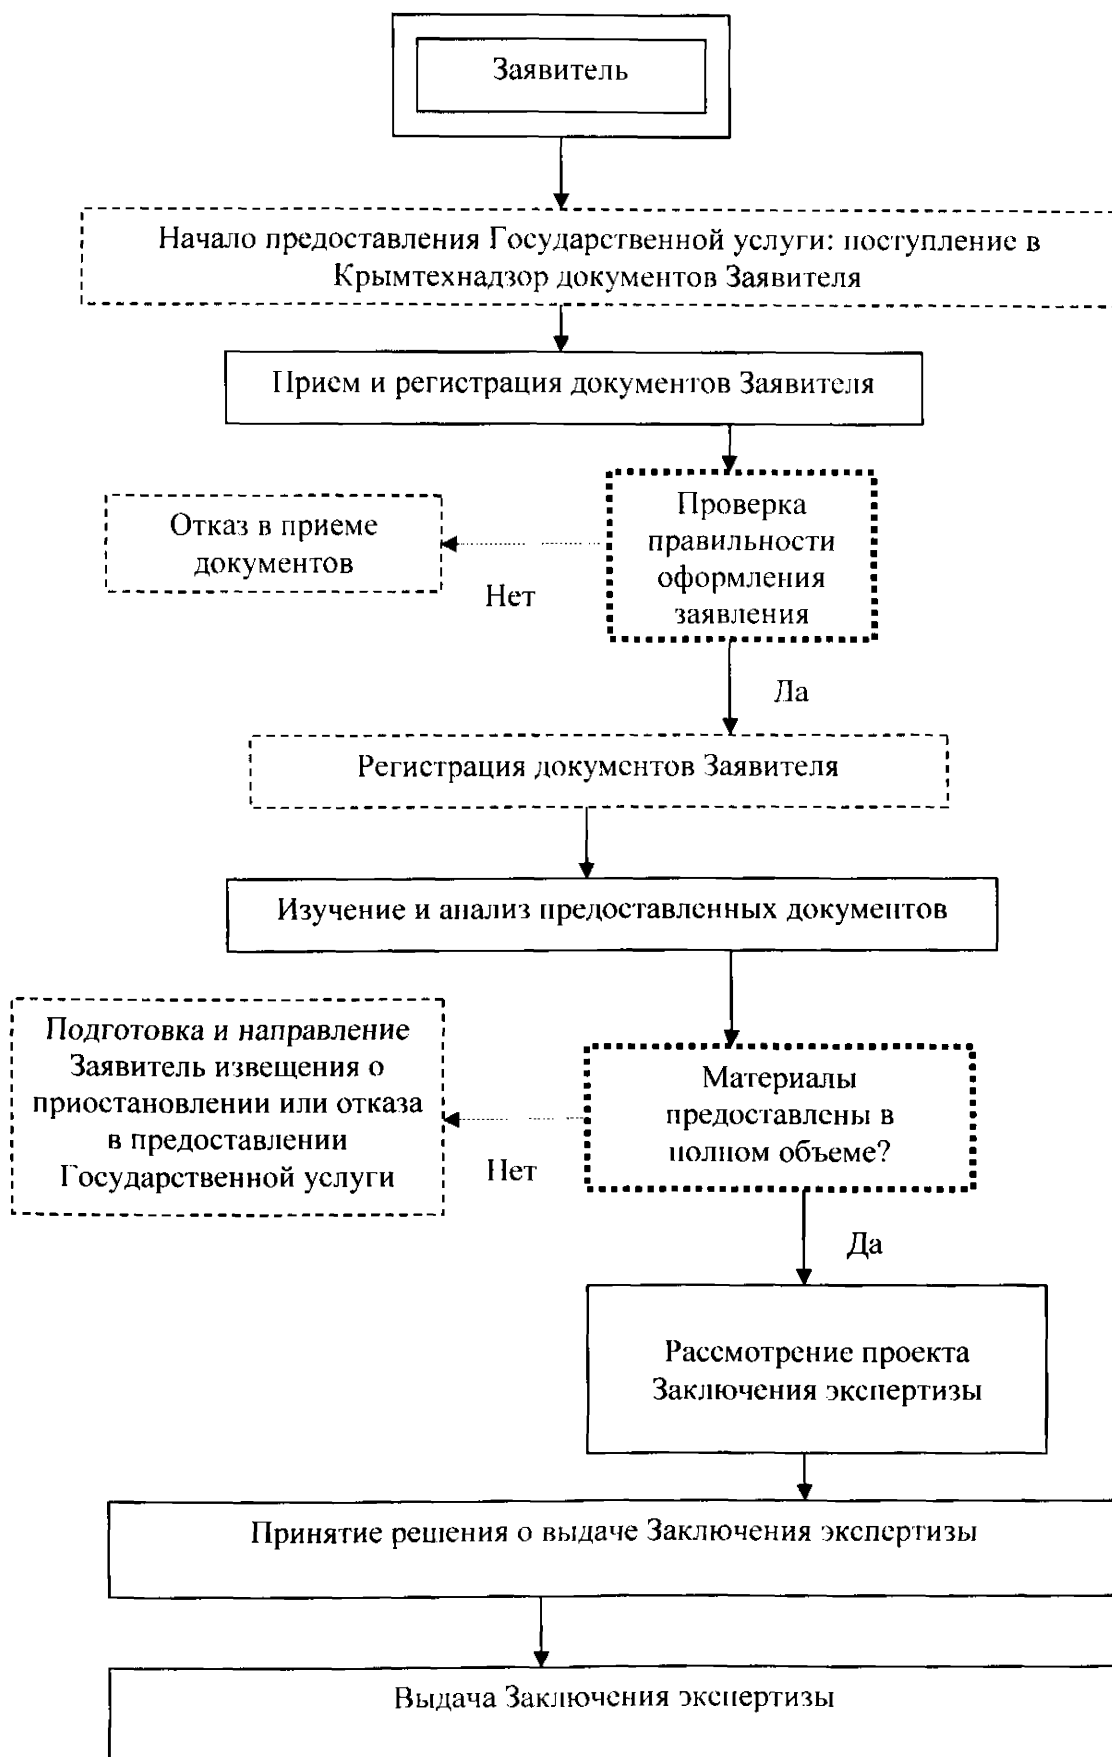 Заявитель
Начало предоставления Государственной услуги: поступление в
Крымтехнадзор документов Заявителя
Прием и регистрация документов Заявителя
Проверка
правильности
оформления
заявления
Отказ в приеме
документов
Нет
Да
Регистрация документов Заявителя
Изучение и анализ предоставленных документов
Подготовка и направление
Заявитель извещения о
приостановлении или отказа
в предоставлении
Государственной услуги
Материалы
предоставлены в
полном объеме?
Нет
Да
Рассмотрение проекта
Заключения экспертизы
Принятие решения о выдаче Заключения экспертизы
Выдача Заключения экспертизы